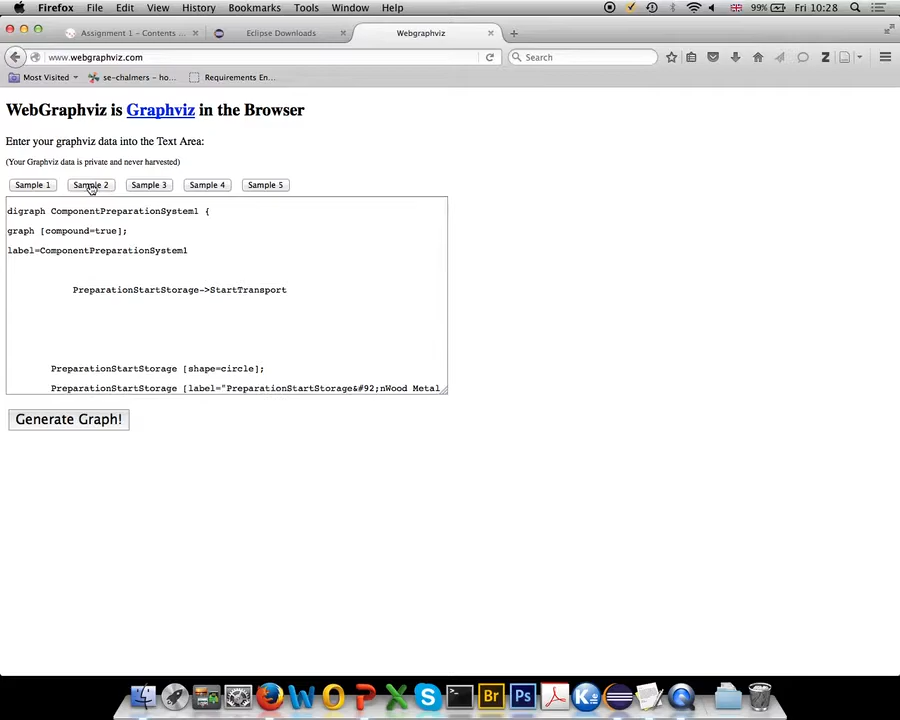 Firefox File Edit View History Bookmarks Tools Window Help 99% Fri 10:28
Assignment 1 – Contents ... Eclipse Downloads Webgraphviz
www.webgraphviz.com Search
Most Visited se-chalmers – ho... Requirements En...
WebGraphviz is Graphviz in the Browser
Enter your graphviz data into the Text Area:
(Your Graphviz data is private and never harvested)
Sample 1 Sample 2 Sample 3 Sample 4 Sample 5
digraph ComponentPreparationSystem1 {
graph [compound=true];
label=ComponentPreparationSystem1
PreparationStartStorage->StartTransport
PreparationStartStorage [shape=circle];
PreparationStartStorage [label="PreparationStartStorage&#92;nWood Metal
Generate Graph!
W O P X S Br Ps K